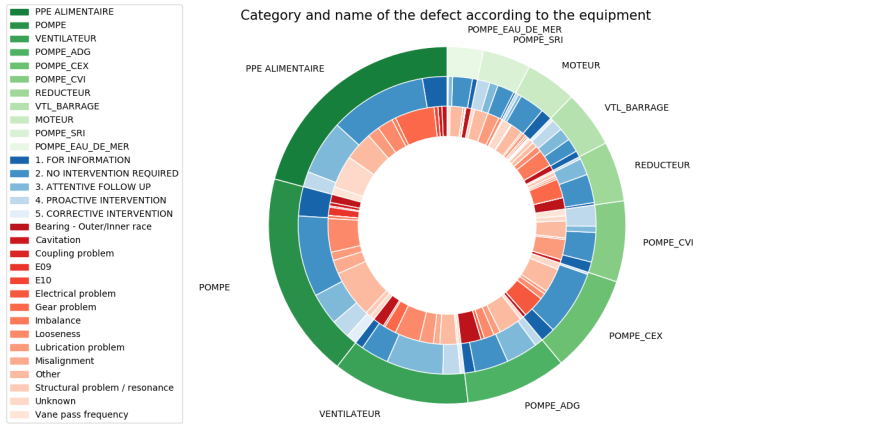 Category and name of the defect according to the equipment
PPE ALIMENTAIRE
POMPE
VENTILATEUR
POMPE_ADG
POMPE_CEX
POMPE_CVI
REDUCTEUR
VTL_BARRAGE
MOTEUR
POMPE_SRI
POMPE_EAU_DE_MER
1. FOR INFORMATION
2. NO INTERVENTION REQUIRED
3. ATTENTIVE FOLLOW UP
4. PROACTIVE INTERVENTION
5. CORRECTIVE INTERVENTION
Bearing - Outer/Inner race
Cavitation
Coupling problem
E09
E10
Electrical problem
Gear problem
Imbalance
Looseness
Lubrication problem
Misalignment
Other
Structural problem / resonance
Unknown
Vane pass frequency
POMPE_EAU_DE_MER
POMPE_SRI
MOTEUR
VTL_BARRAGE
REDUCTEUR
POMPE_CVI
POMPE_CEX
POMPE_ADG
VENTILATEUR
POMPE
PPE ALIMENTAIRE